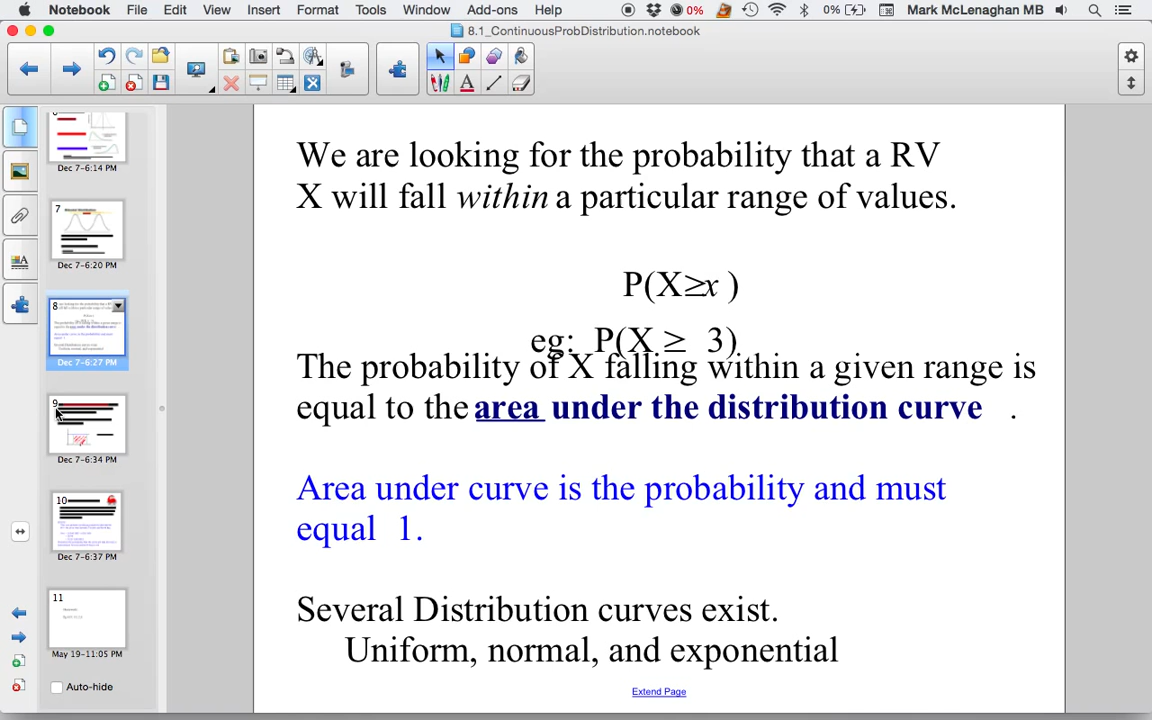 Notebook File Edit View Insert Format Tools Window Add-ons Help 0% 0% Mark McLenaghan MB
8.1_ContinuousProbDistribution.notebook
Dec 7-6:14 PM
7
Dec 7-6:20 PM
8
Dec 7-6:27 PM
9
Dec 7-6:34 PM
10
Dec 7-6:37 PM
11
May 19-11:05 PM
Auto-hide
We are looking for the probability that a RV
X will fall within a particular range of values.
P(X≥x )
eg: P(X ≥ 3)
The probability of X falling within a given range is
equal to the area under the distribution curve .
Area under curve is the probability and must
equal 1.
Several Distribution curves exist.
Uniform, normal, and exponential
Extend Page